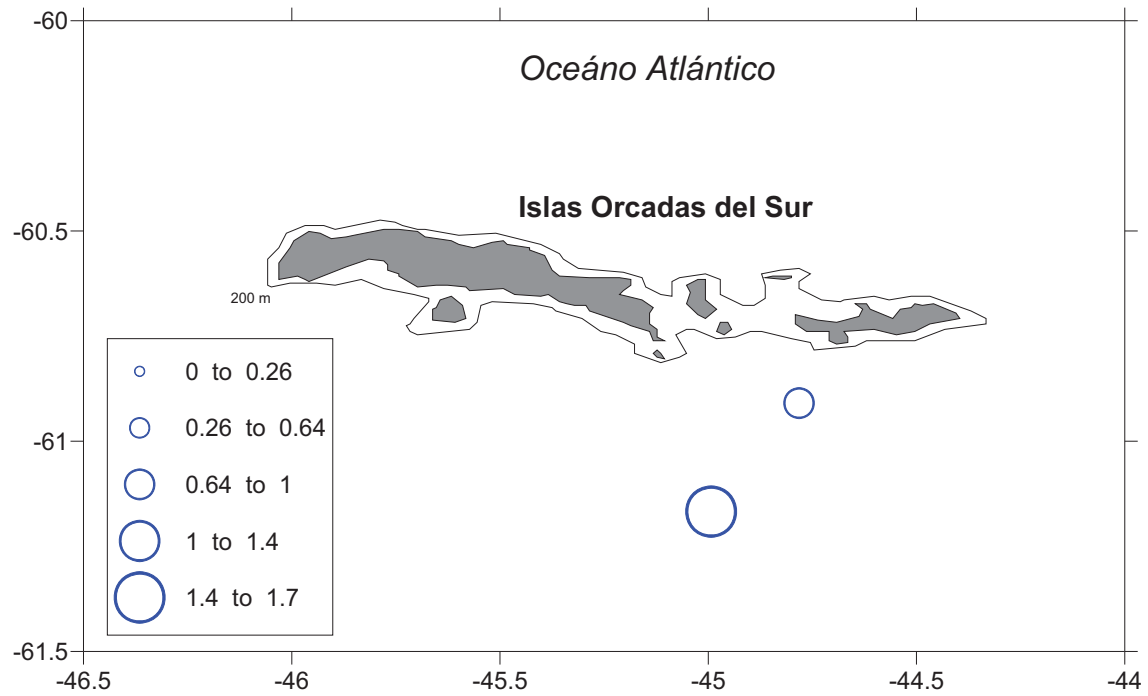 -60
Oceáno Atlántico
Islas Orcadas del Sur
-60.5
200 m
0 to 0.26
0.26 to 0.64
-61
0.64 to 1
1 to 1.4
1.4 to 1.7
-61.5
-46.5 -46 -45.5 -45 -44.5 -44